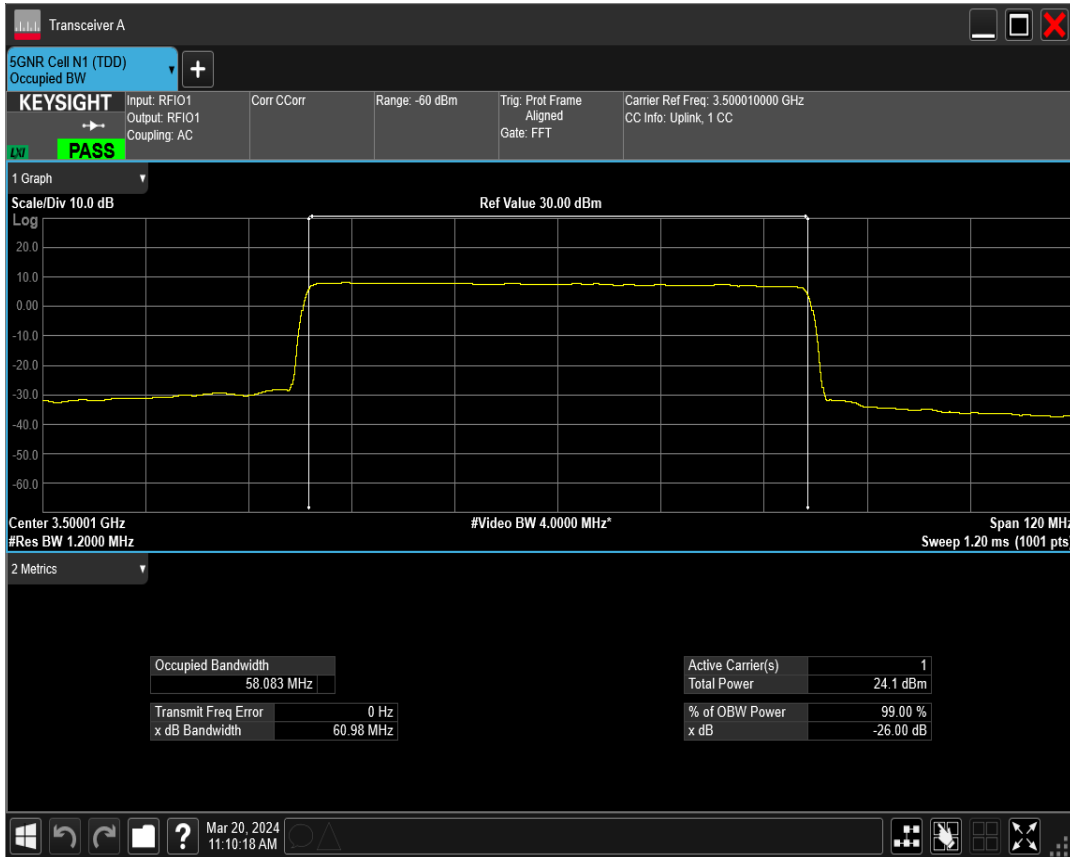 Transceiver A
5GNR Cell N1 (TDD)
Occupied BW
+
KEYSIGHT
Input: RFIO1
Output: RFIO1
Coupling: AC
Corr CCorr
Range: -60 dBm
Trig: Prot Frame
Aligned
Gate: FFT
Carrier Ref Freq: 3.500010000 GHz
CC Info: Uplink, 1 CC
LXI
PASS
1 Graph
Scale/Div 10.0 dB
Ref Value 30.00 dBm
Log
20.0
10.0
0.00
-10.0
-20.0
-30.0
-40.0
-50.0
-60.0
Center 3.50001 GHz
#Video BW 4.0000 MHz*
Span 120 MHz
#Res BW 1.2000 MHz
Sweep 1.20 ms (1001 pts)
2 Metrics
Occupied Bandwidth
58.083 MHz
Transmit Freq Error 0 Hz
x dB Bandwidth 60.98 MHz
Active Carrier(s) 1
Total Power 24.1 dBm
% of OBW Power 99.00 %
x dB -26.00 dB
?
Mar 20, 2024
11:10:18 AM